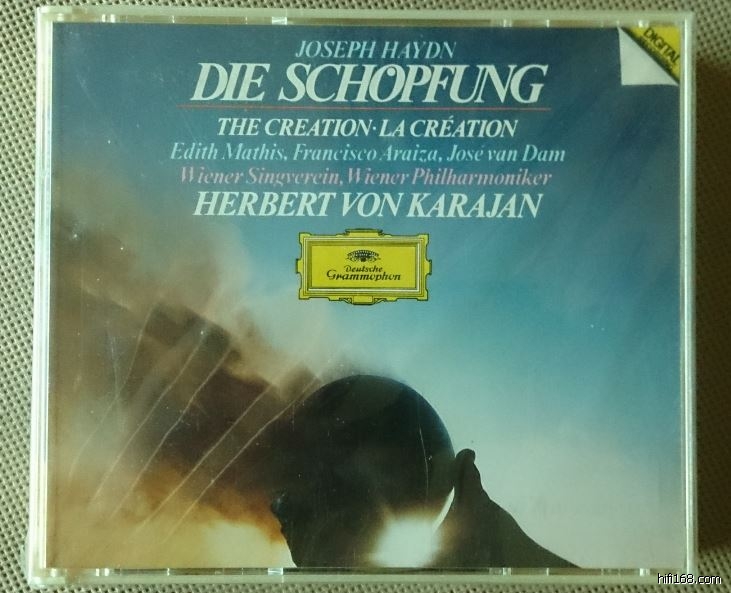 JOSEPH HAYDN
DIGITAL
DIE SCHÖPFUNG
THE CREATION·LA CRÉATION
Edith Mathis, Francisco Araiza, José van Dam
Wiener Singverein, Wiener Philharmoniker
HERBERT VON KARAJAN
Deutsche
Grammophon
hifi168.com